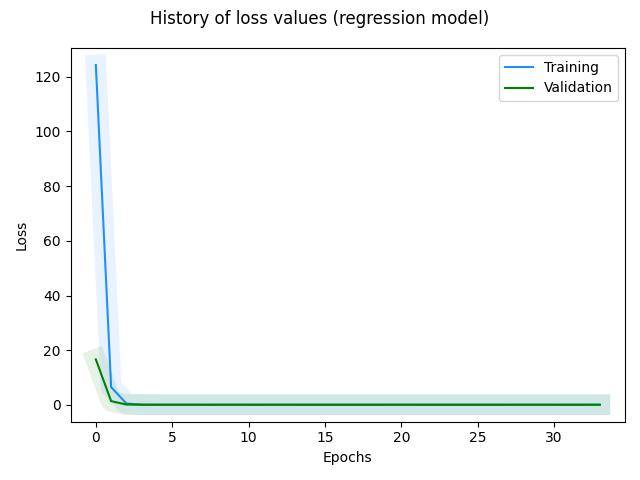 History of loss values (regression model)
Training
Validation
120
100
80
60
40
20
0
Loss
0 5 10 15 20 25 30
Epochs